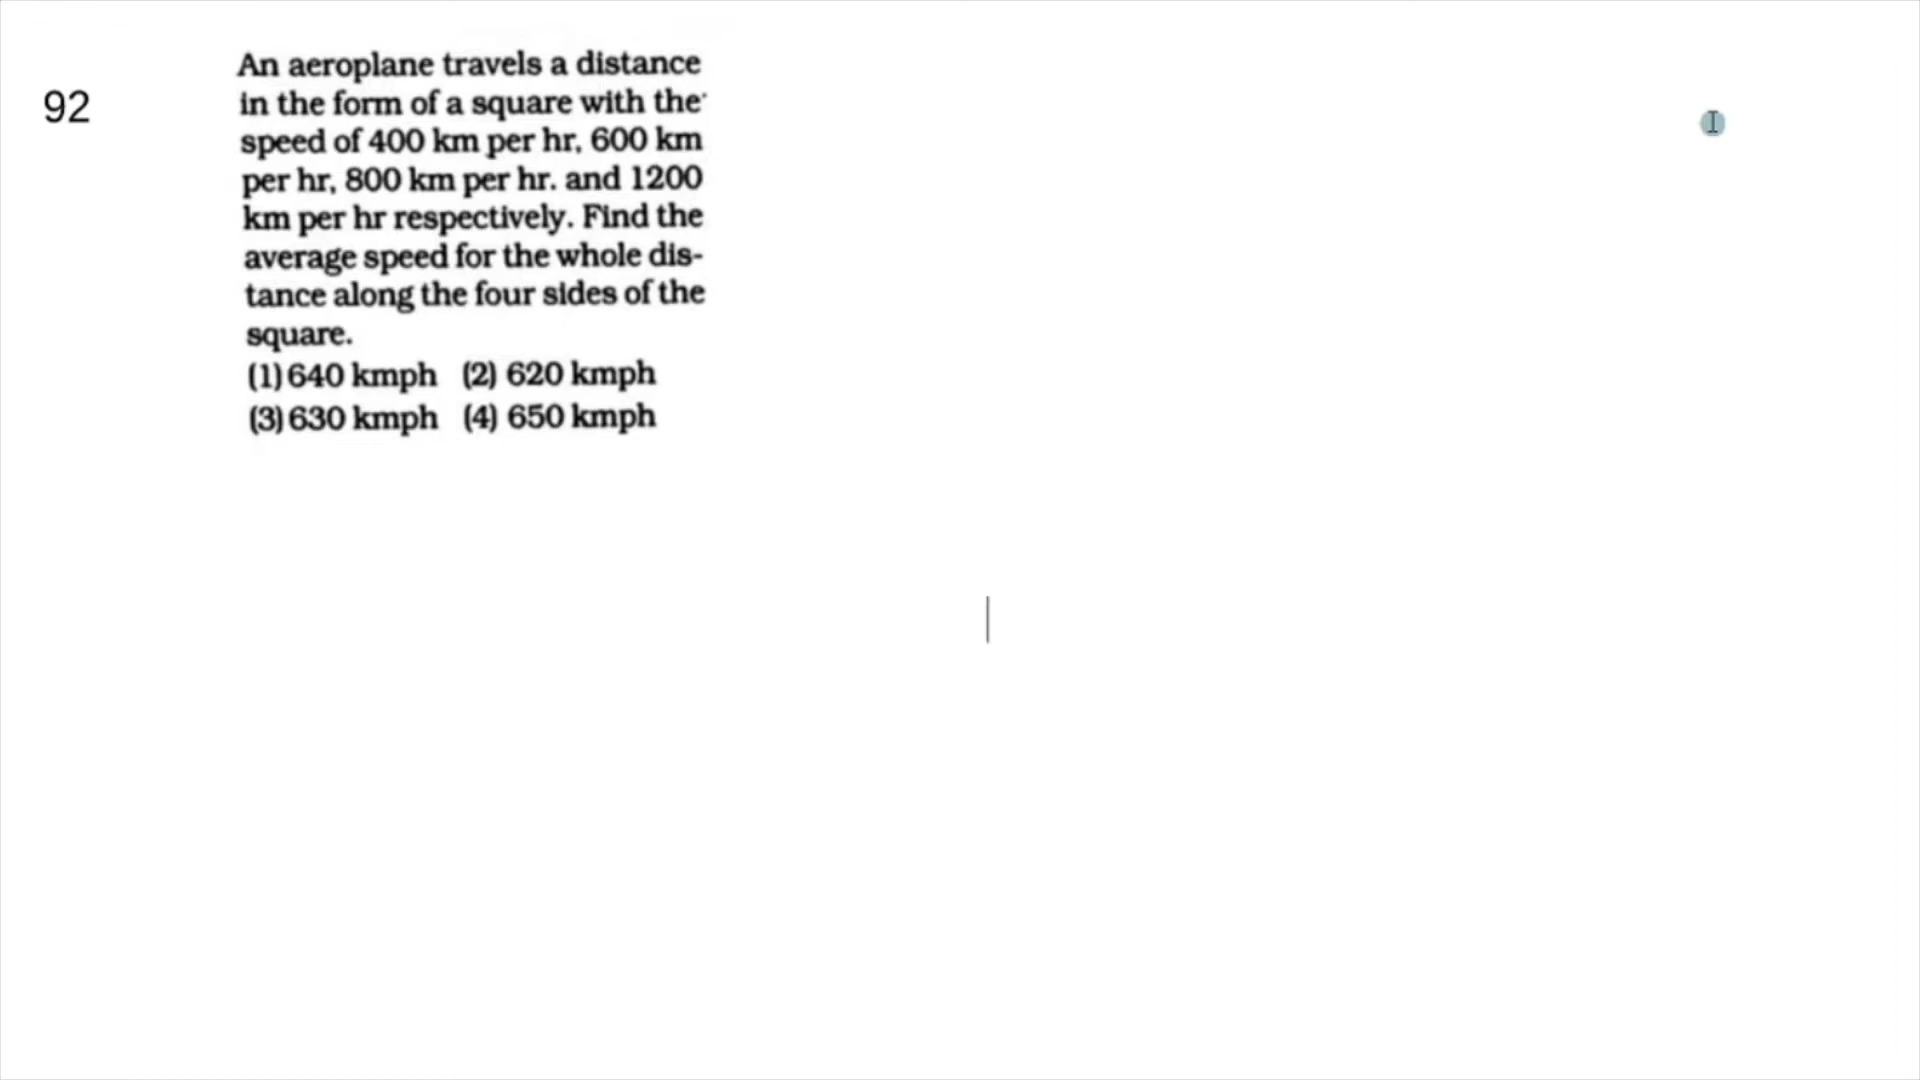 92
An aeroplane travels a distance
in the form of a square with the
speed of 400 km per hr, 600 km
per hr, 800 km per hr. and 1200
km per hr respectively. Find the
average speed for the whole dis-
tance along the four sides of the
square.
(1) 640 kmph (2) 620 kmph
(3) 630 kmph (4) 650 kmph